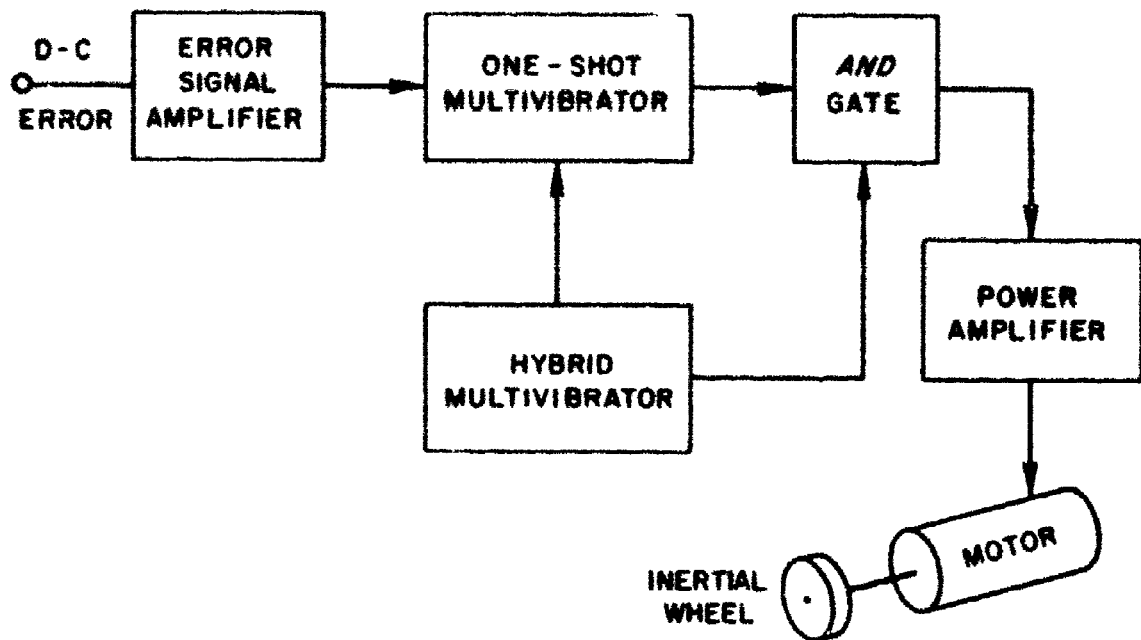 D-C
ERROR
ERROR
SIGNAL
AMPLIFIER
ONE-SHOT
MULTIVIBRATOR
AND
GATE
HYBRID
MULTIVIBRATOR
POWER
AMPLIFIER
MOTOR
INERTIAL
WHEEL